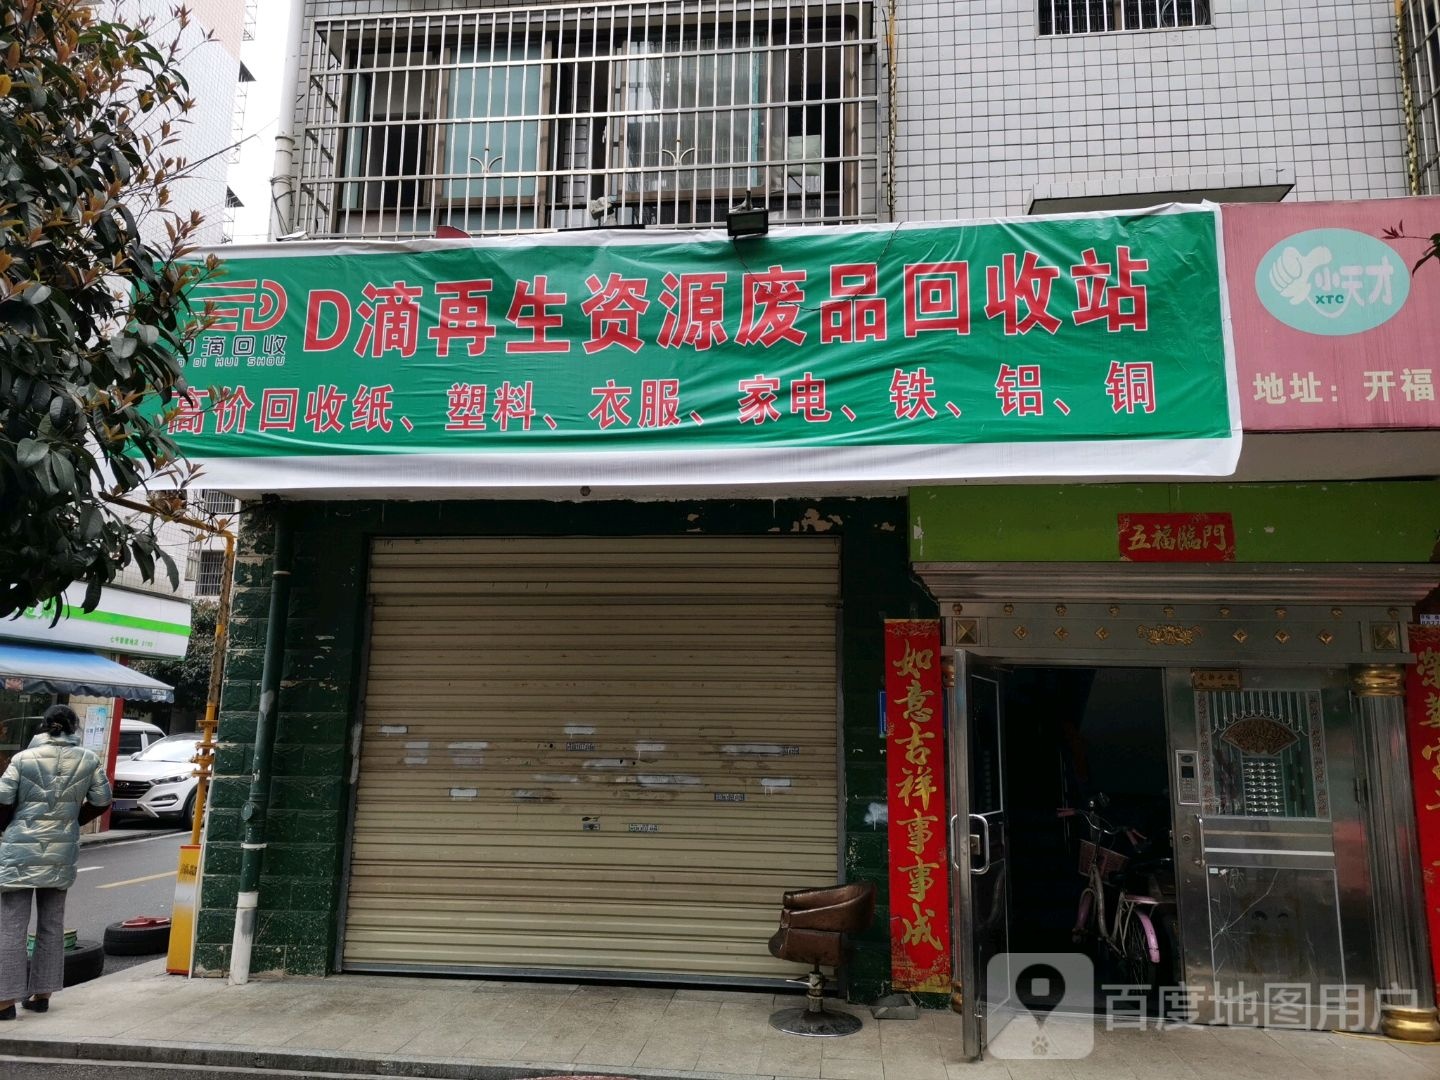 D滴再生资源废品回收站
滴回收
DI HUI SHOU
高价回收纸、塑料、衣服、家电、铁、铝、铜
小天才
XTC
地址：开福
五福臨門
如意吉祥事事成
百度地图用户